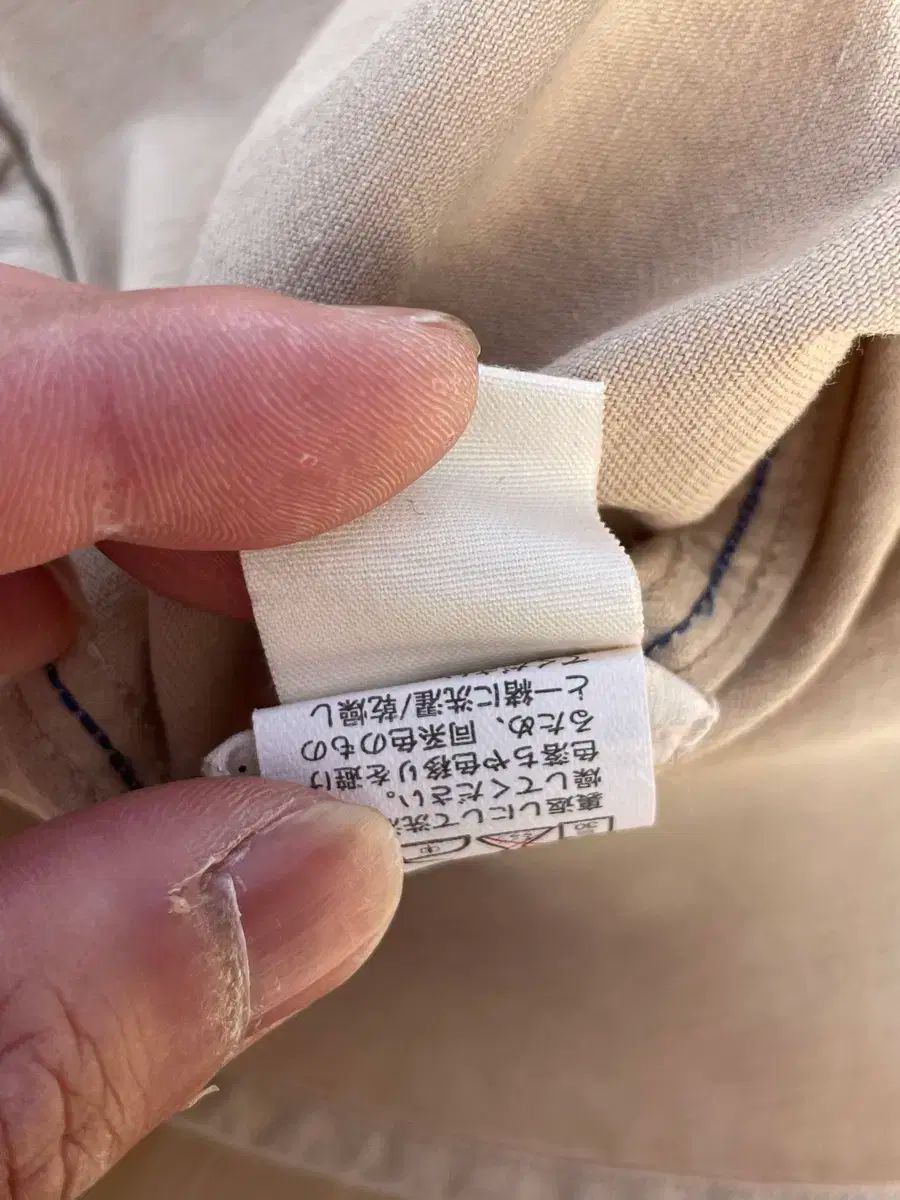 30
裏返しにして洗
燥してください。
色落ちや色移りを避け
るため、同系色のもの
と一緒に洗濯/乾燥し